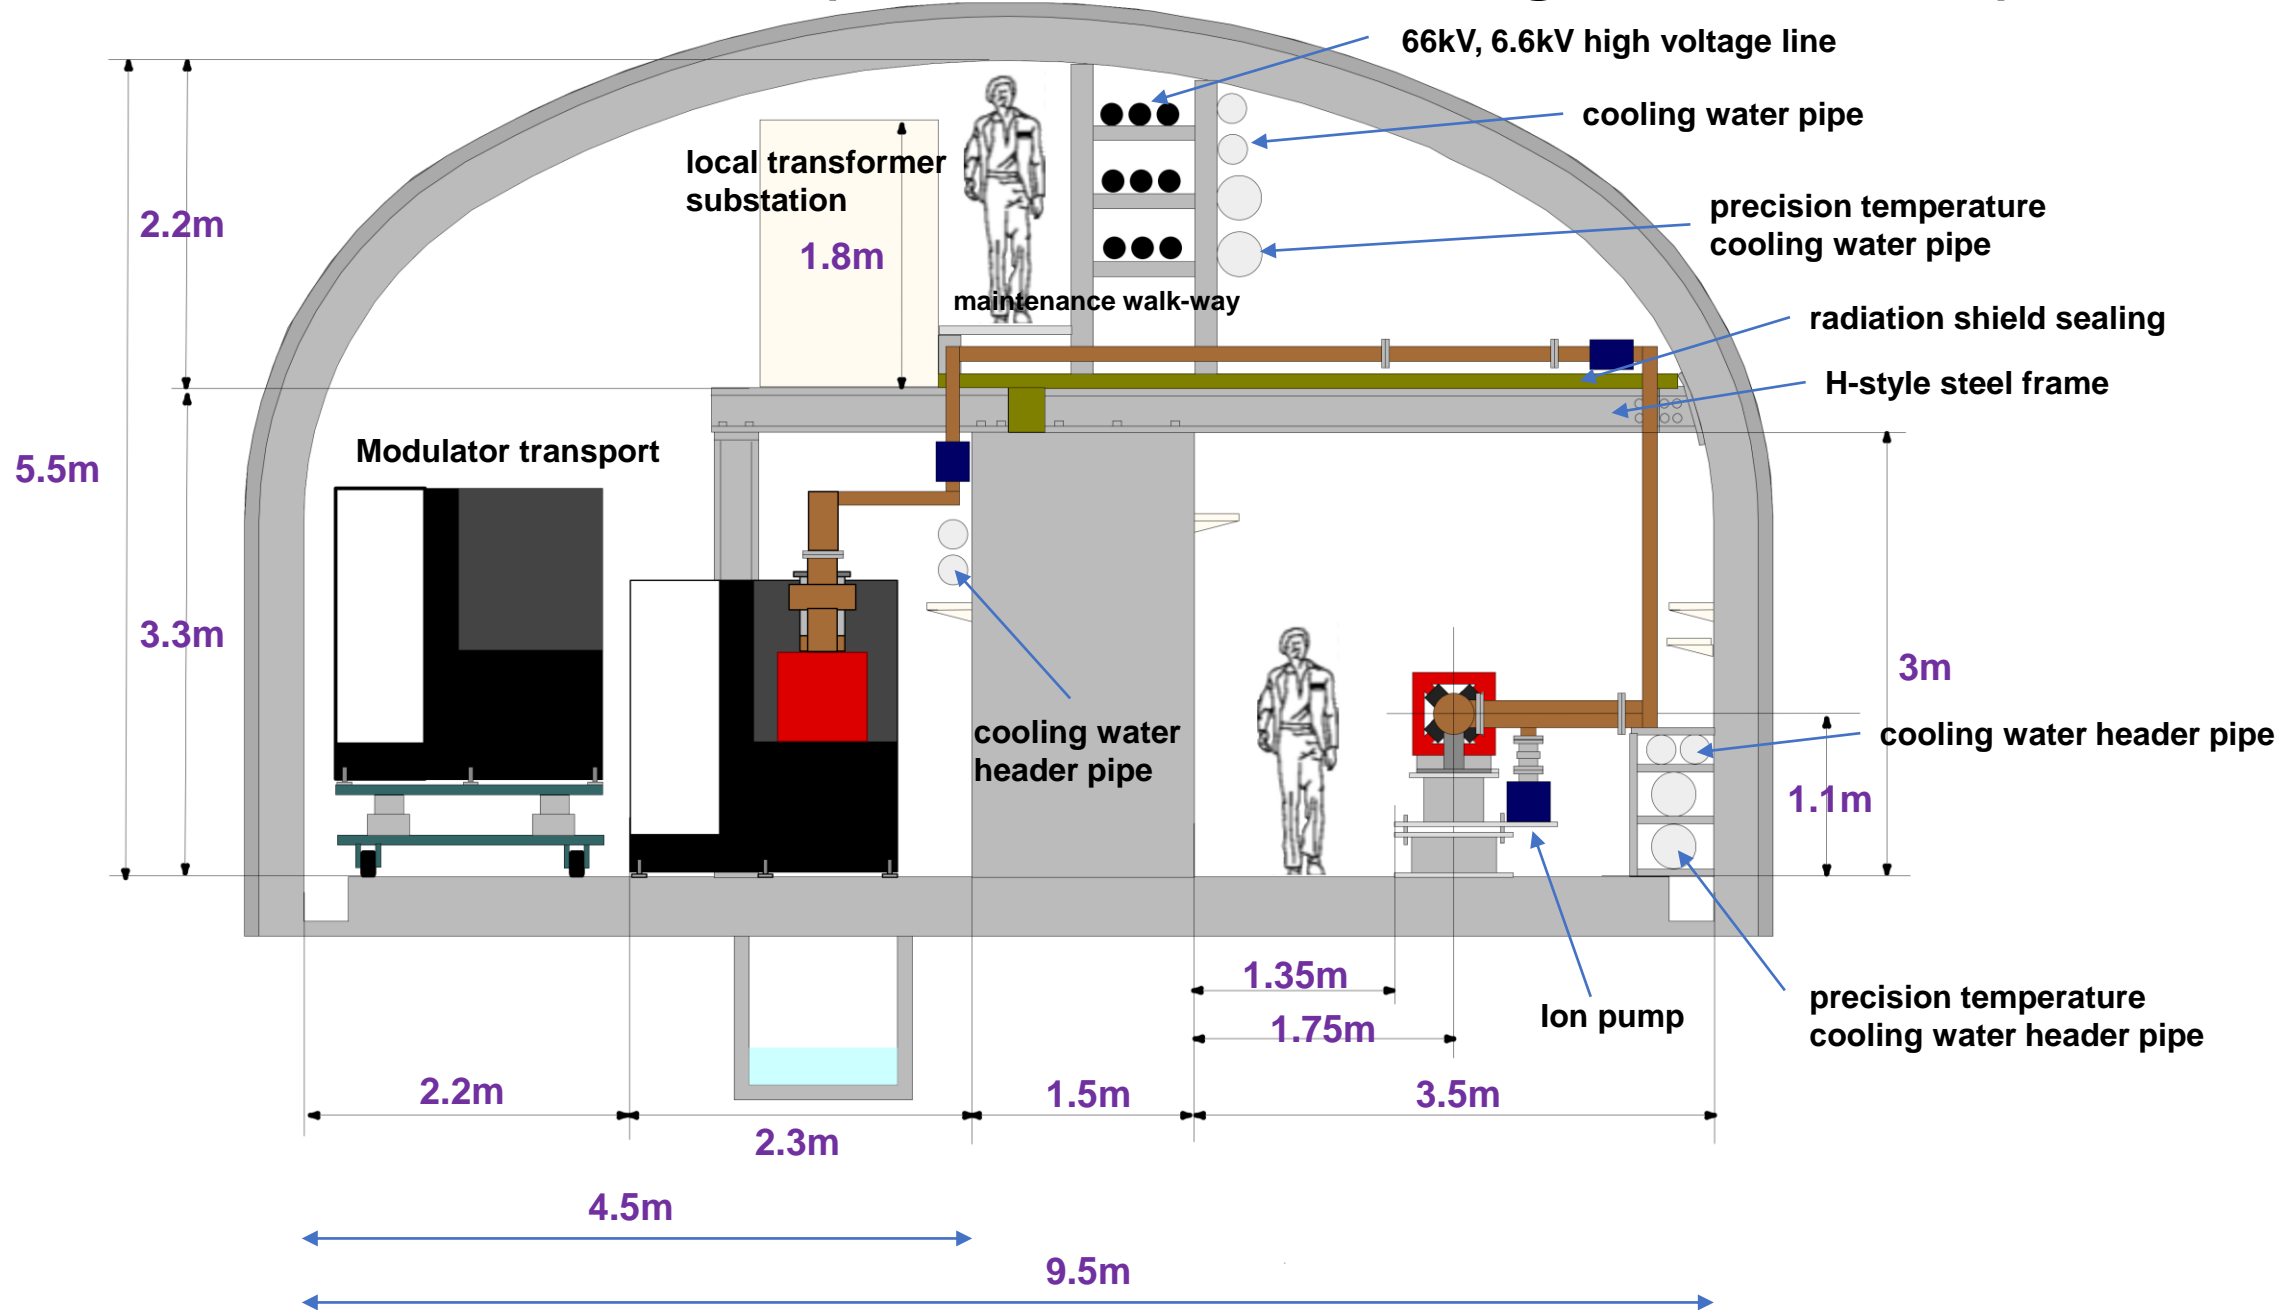 66kV, 6.6kV high voltage line
cooling water pipe
local transformer
substation
2.2m
1.8m
precision temperature
cooling water pipe
maintenance walk-way
radiation shield sealing
H-style steel frame
Modulator transport
5.5m
3.3m
3m
cooling water
header pipe
cooling water header pipe
1.1m
1.35m
Ion pump
1.75m
precision temperature
cooling water header pipe
2.2m
1.5m
3.5m
2.3m
4.5m
9.5m